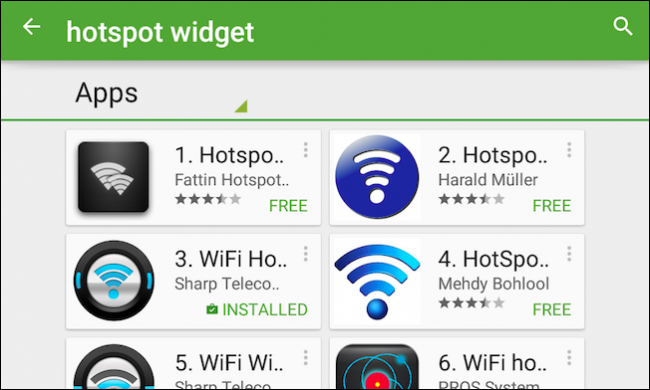 hotspot widget
Apps
1. Hotspo..
Fattin Hotspot..
FREE
2. Hotspo..
Harald Müller
FREE
3. WiFi Ho..
Sharp Teleco..
INSTALLED
4. HotSpo..
Mehdy Bohlool
FREE
5. WiFi Wi..
Sharp Teleco..
6. WiFi ho..
PROS System